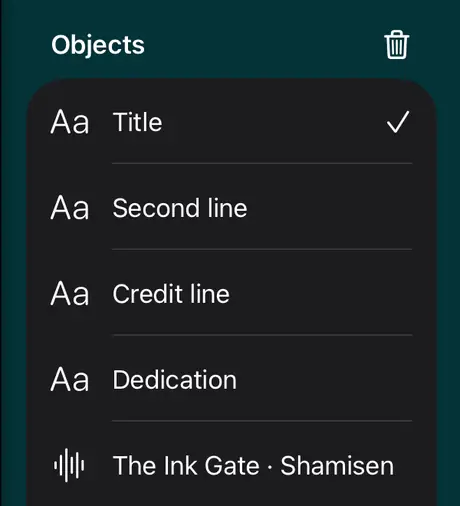 Objects
Aa Title
Aa Second line
Aa Credit line
Aa Dedication
The Ink Gate · Shamisen